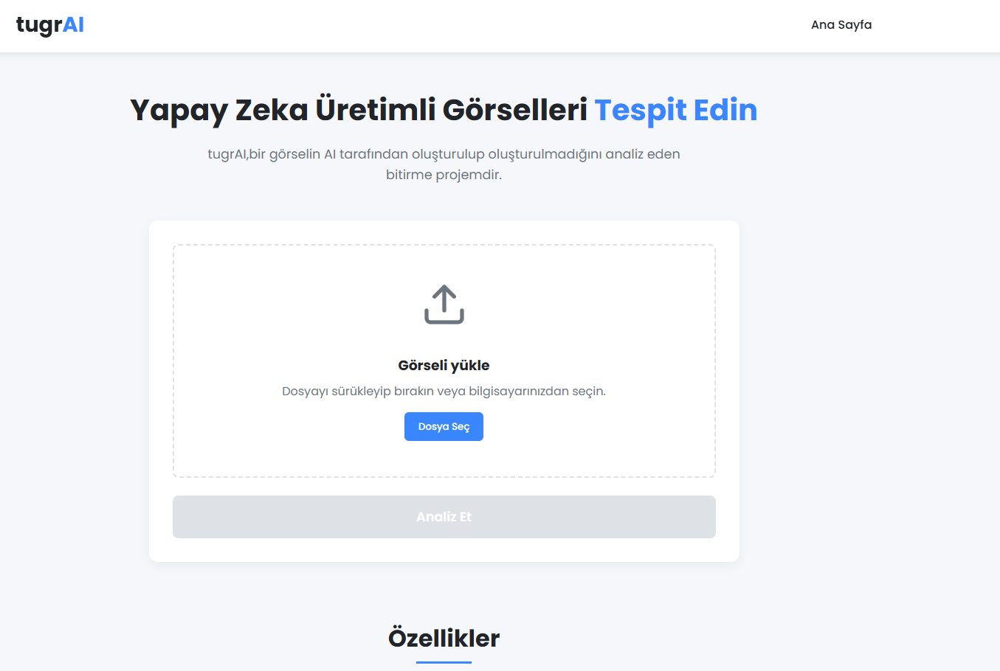 tugrAI
Ana Sayfa
Yapay Zeka Üretimli Görselleri Tespit Edin
tugrAI,bir görselin AI tarafından oluşturulup oluşturulmadığını analiz eden
bitirme projemdir.
Görseli yükle
Dosyayı sürükleyip bırakın veya bilgisayarınızdan seçin.
Dosya Seç
Analiz Et
Özellikler